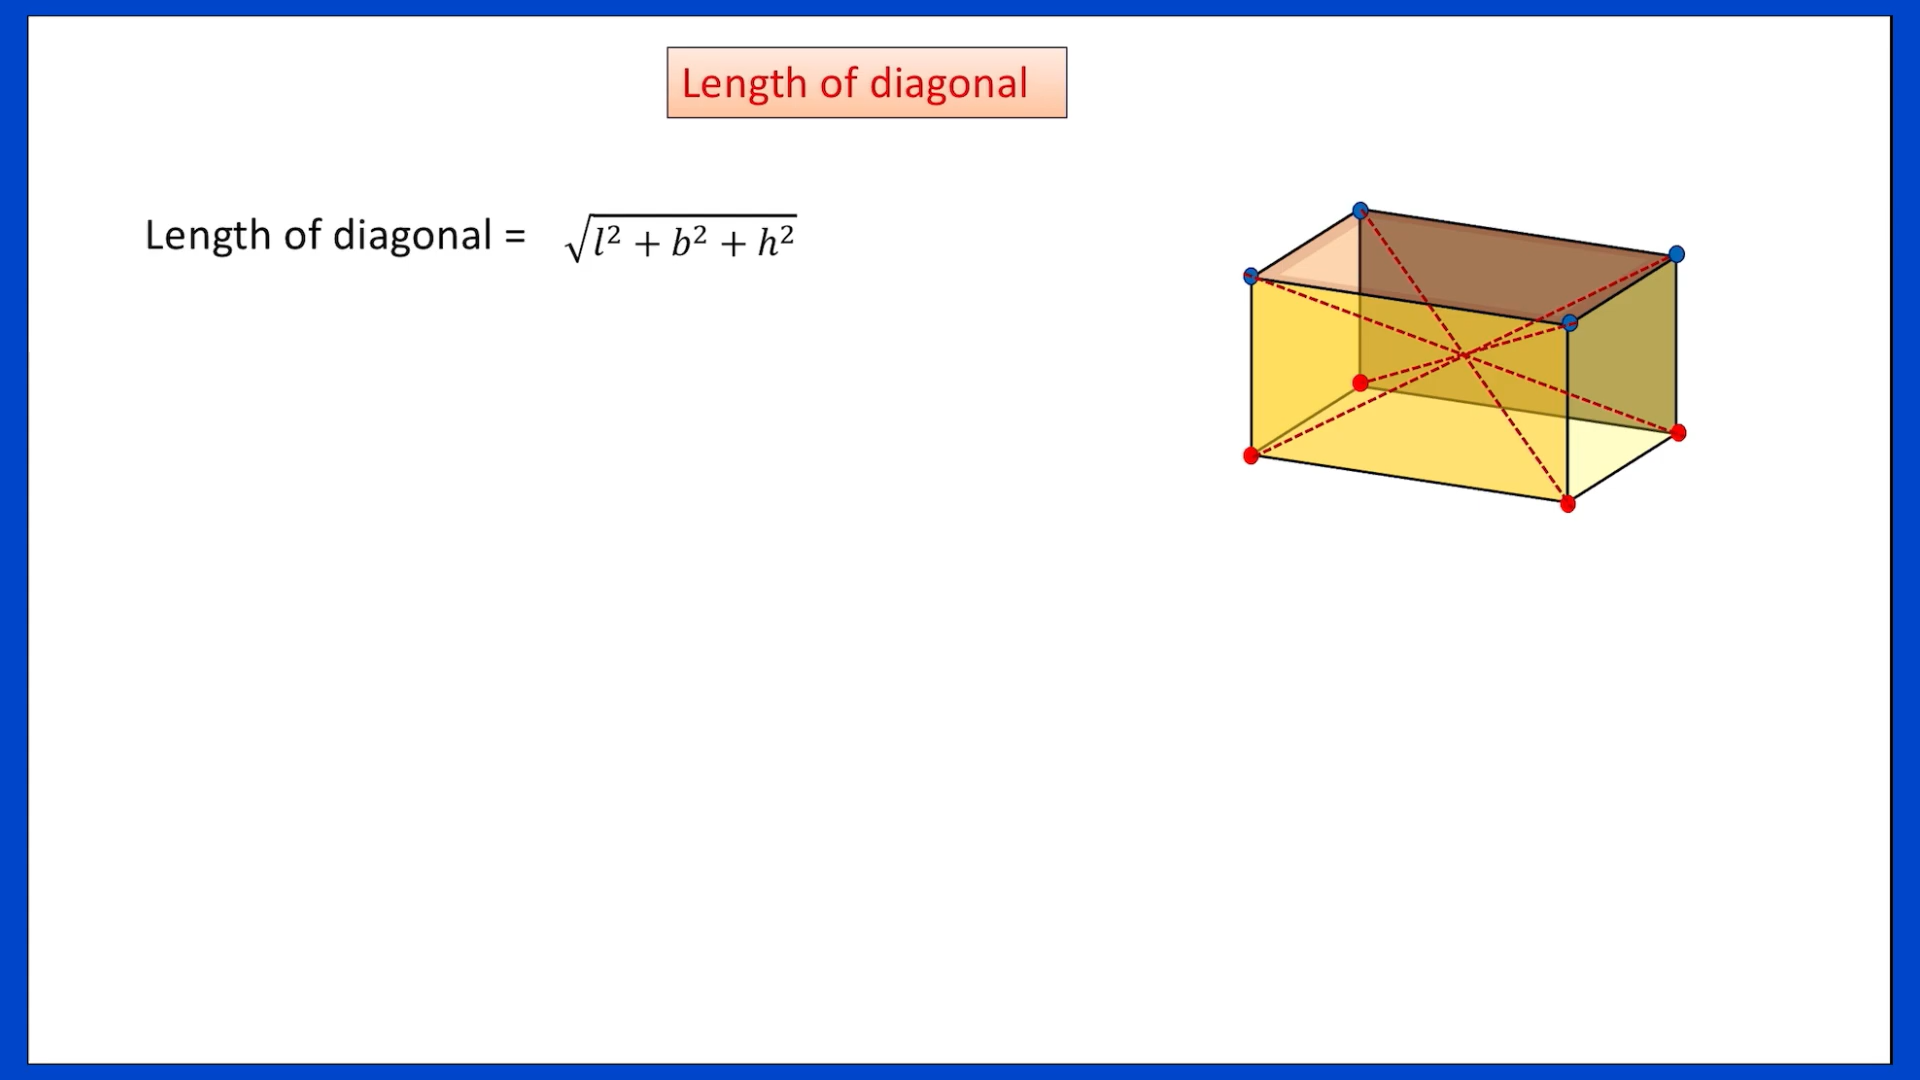 Length of diagonal
Length of diagonal = √(l² + b² + h²)